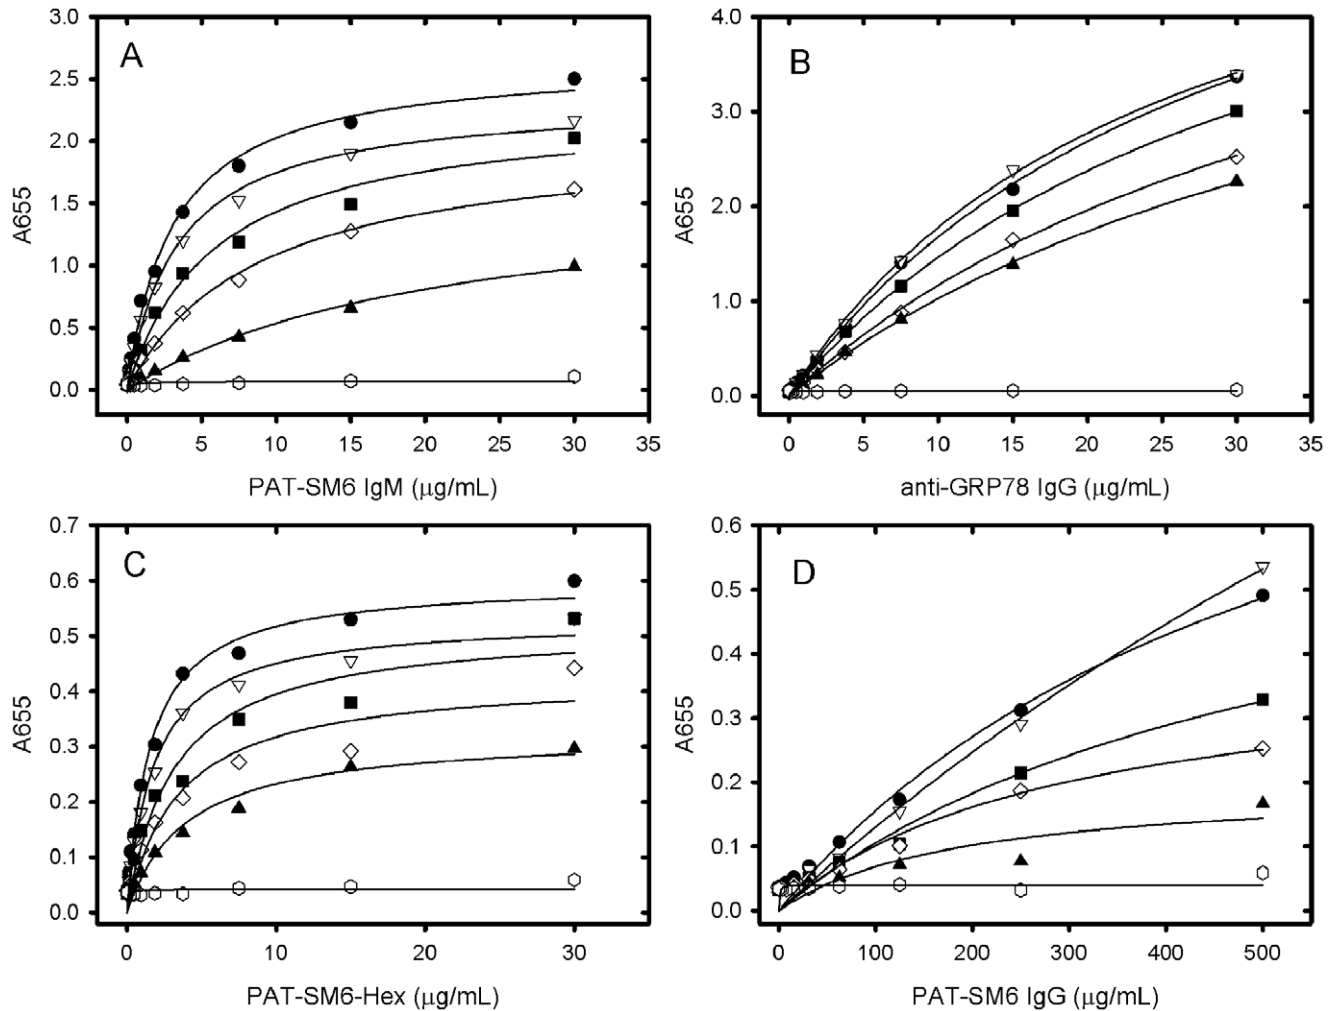 A
A655
3.0
2.5
2.0
1.5
1.0
0.5
0.0
0 5 10 15 20 25 30 35
PAT-SM6 IgM (μg/mL)
B
A655
4.0
3.0
2.0
1.0
0.0
0 5 10 15 20 25 30 35
anti-GRP78 IgG (μg/mL)
C
A655
0.7
0.6
0.5
0.4
0.3
0.2
0.1
0.0
0 10 20 30
PAT-SM6-Hex (μg/mL)
D
A655
0.6
0.5
0.4
0.3
0.2
0.1
0.0
0 100 200 300 400 500
PAT-SM6 IgG (μg/mL)